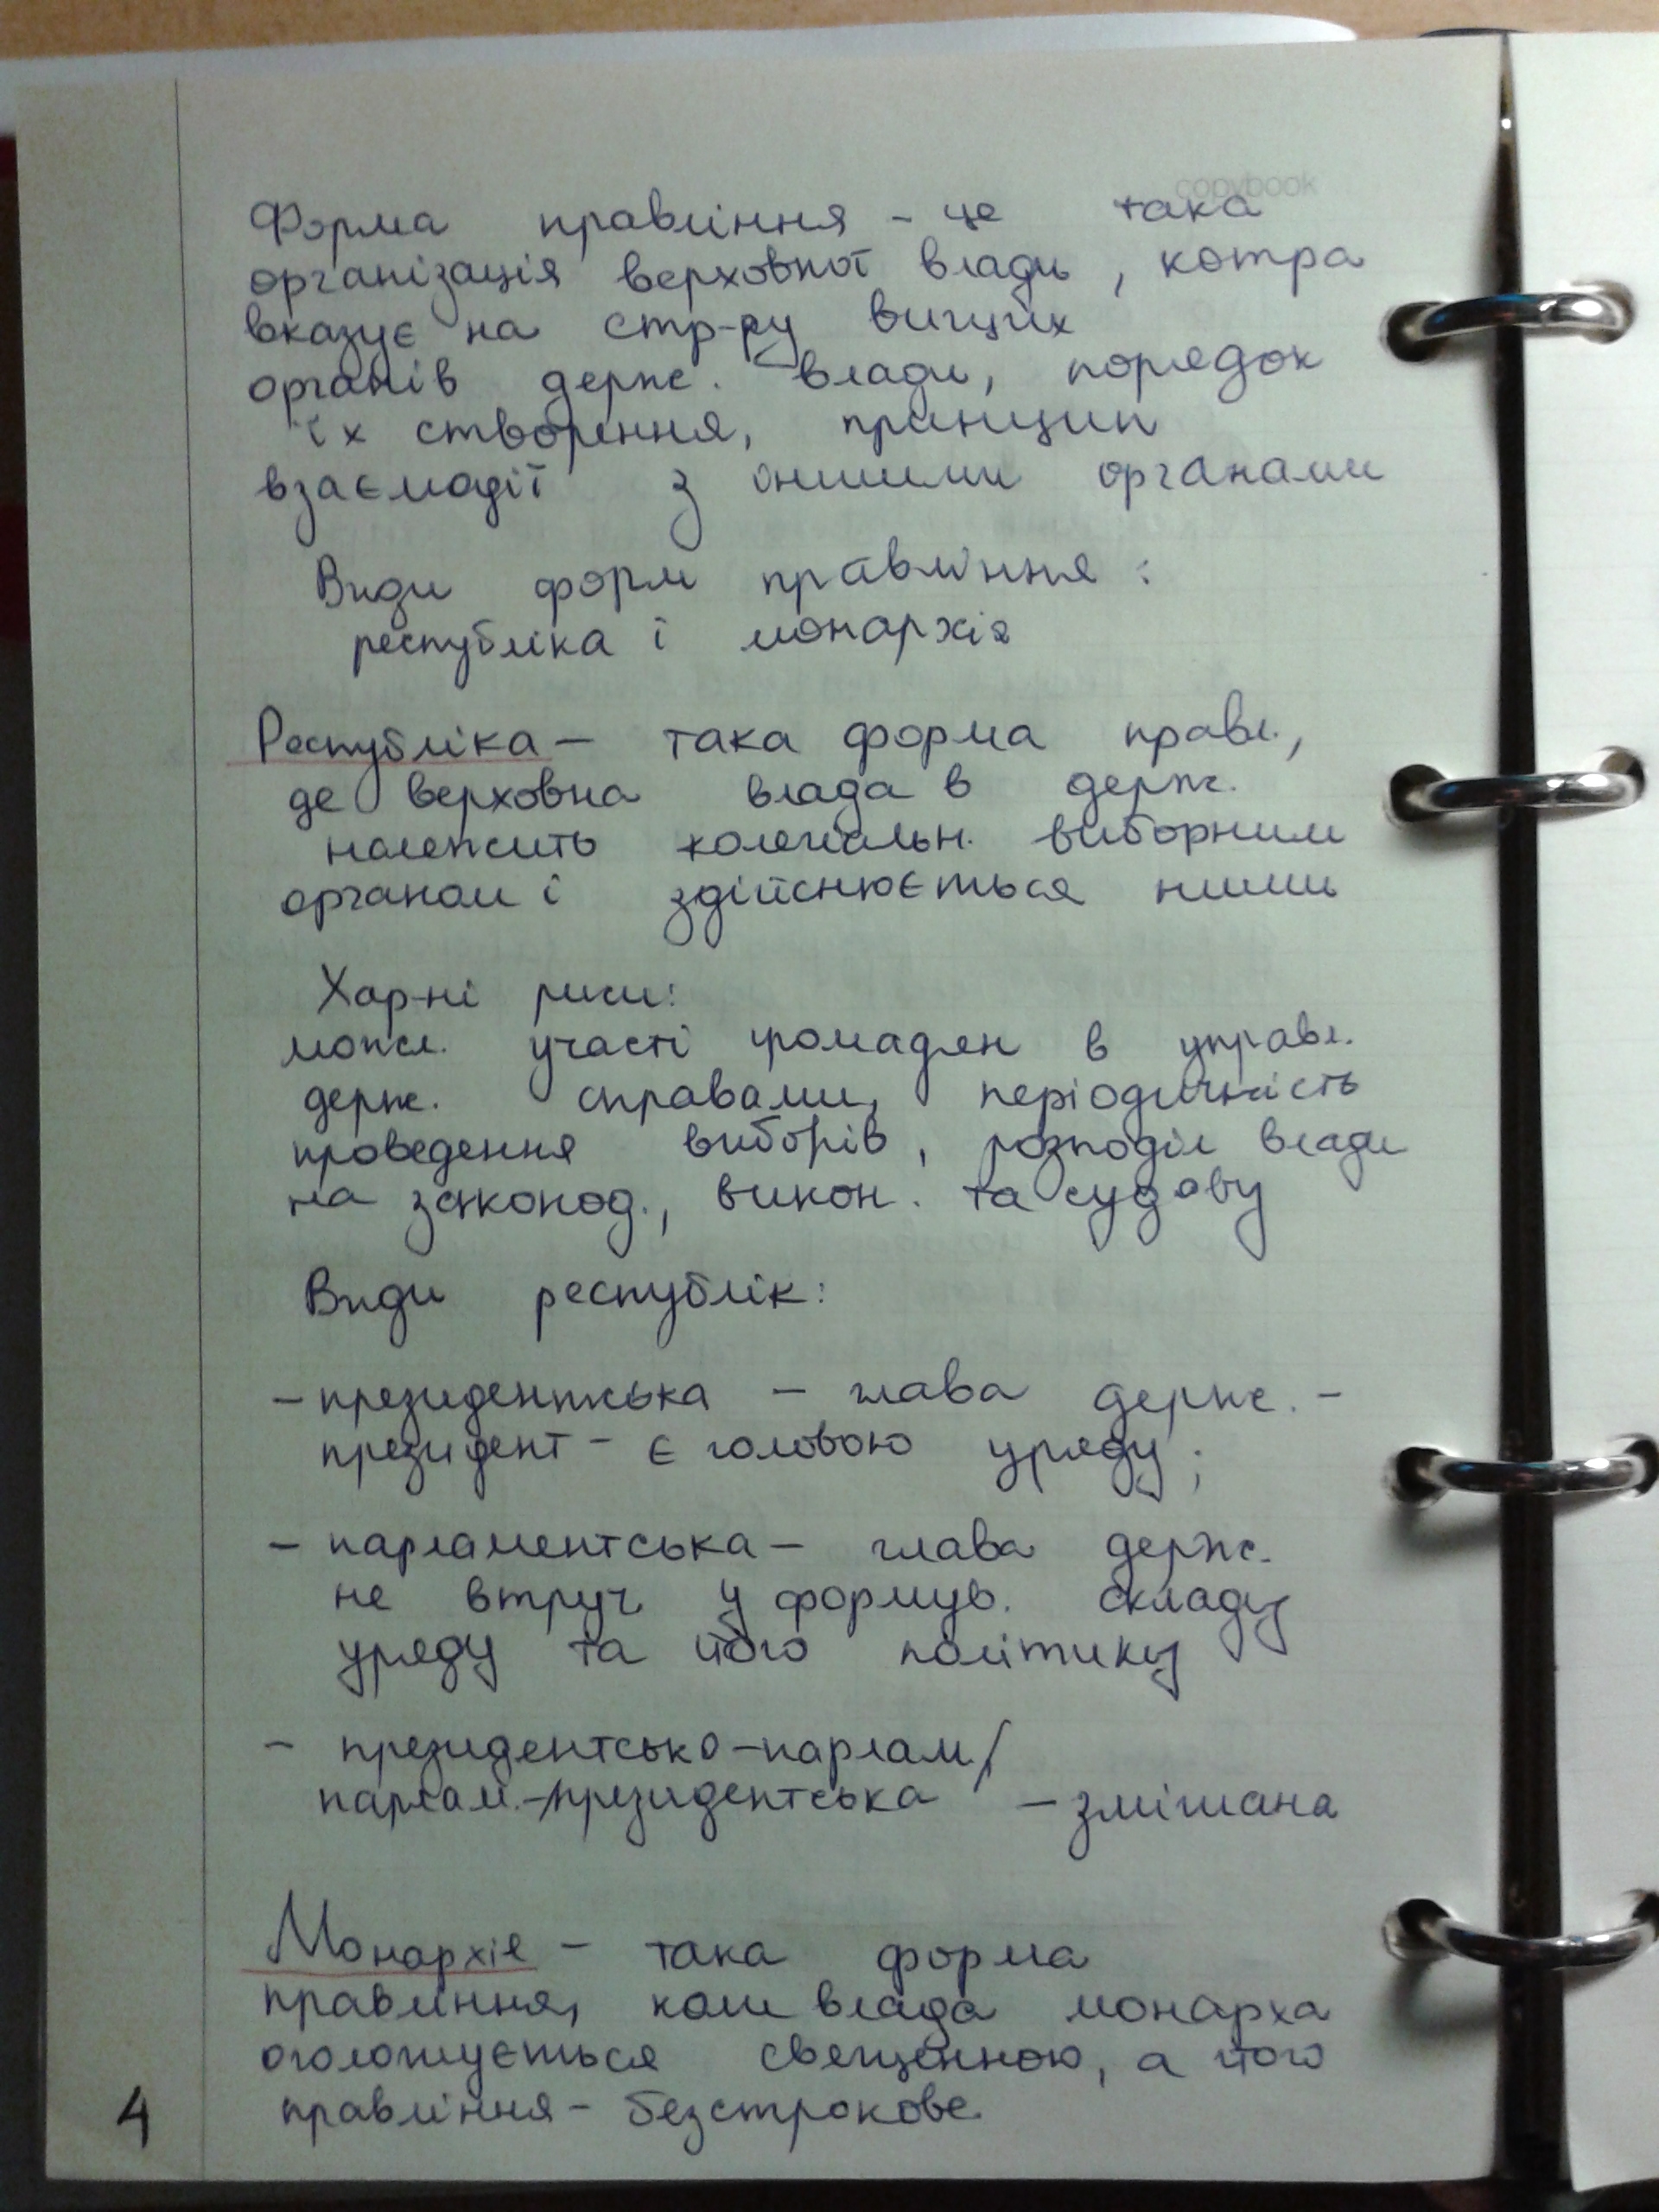 copybook
Форма правління - це така
організація верховної влади, котра
вказує на стр-ру вищих
органів держ. влади, порядок
їх створення, принцип
взаємодії з іншими органами
Види форм правління:
республіка і монархія
Республіка - така форма правл.,
де верховна влада в держ.
належить колегіальн. виборним
органам і здійснюється ними
Хар-ні риси:
можл. участі громадян в управл.
держ. справами, періодичність
проведення виборів, розподіл влади
на законод., викон. та судову
Види республік:
- президентська - глава держ. -
президент - є головою уряду;
- парламентська - глава держ.
не втруч у формув. складу
уряду та його політику
- президентсько-парлам./
парлам.-президентська - змішана
Монархія - така форма
правління, коли влада монарха
оголошується священною, а його
правління - безстрокове.
4